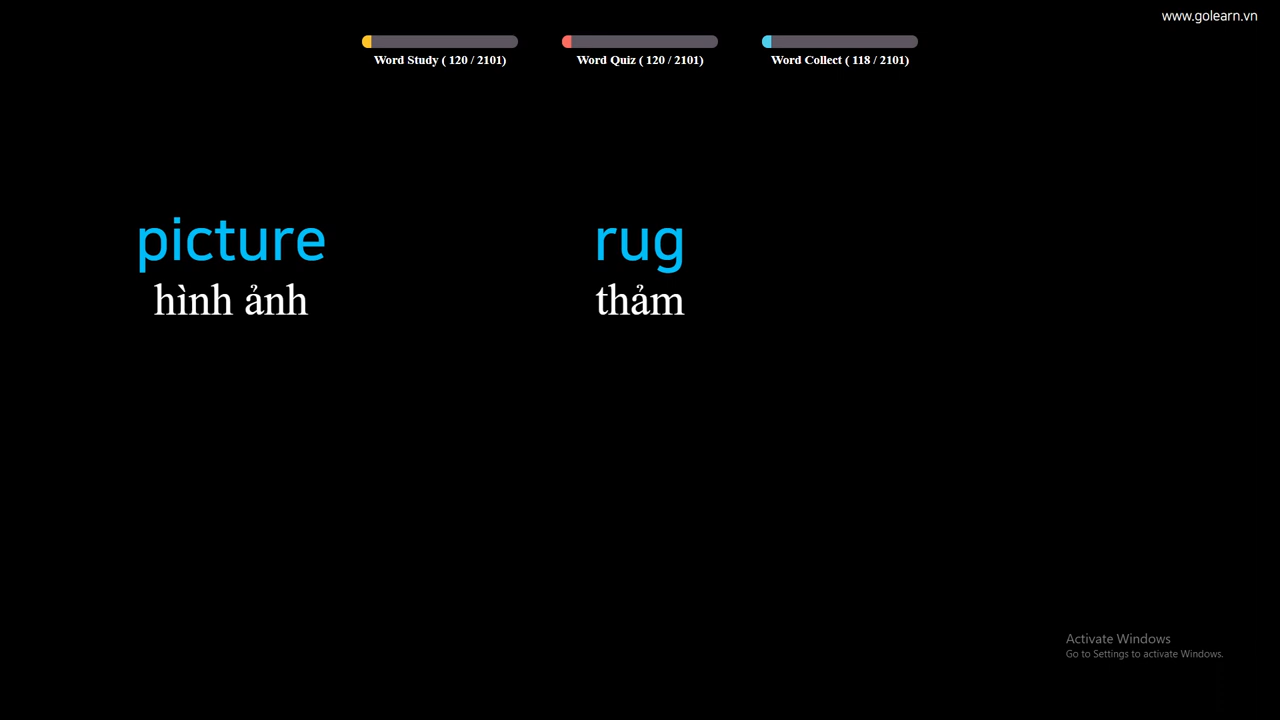 www.golearn.vn
Word Study ( 120 / 2101)
Word Quiz ( 120 / 2101)
Word Collect ( 118 / 2101)
picture
hình ảnh
rug
thảm
Activate Windows
Go to Settings to activate Windows.